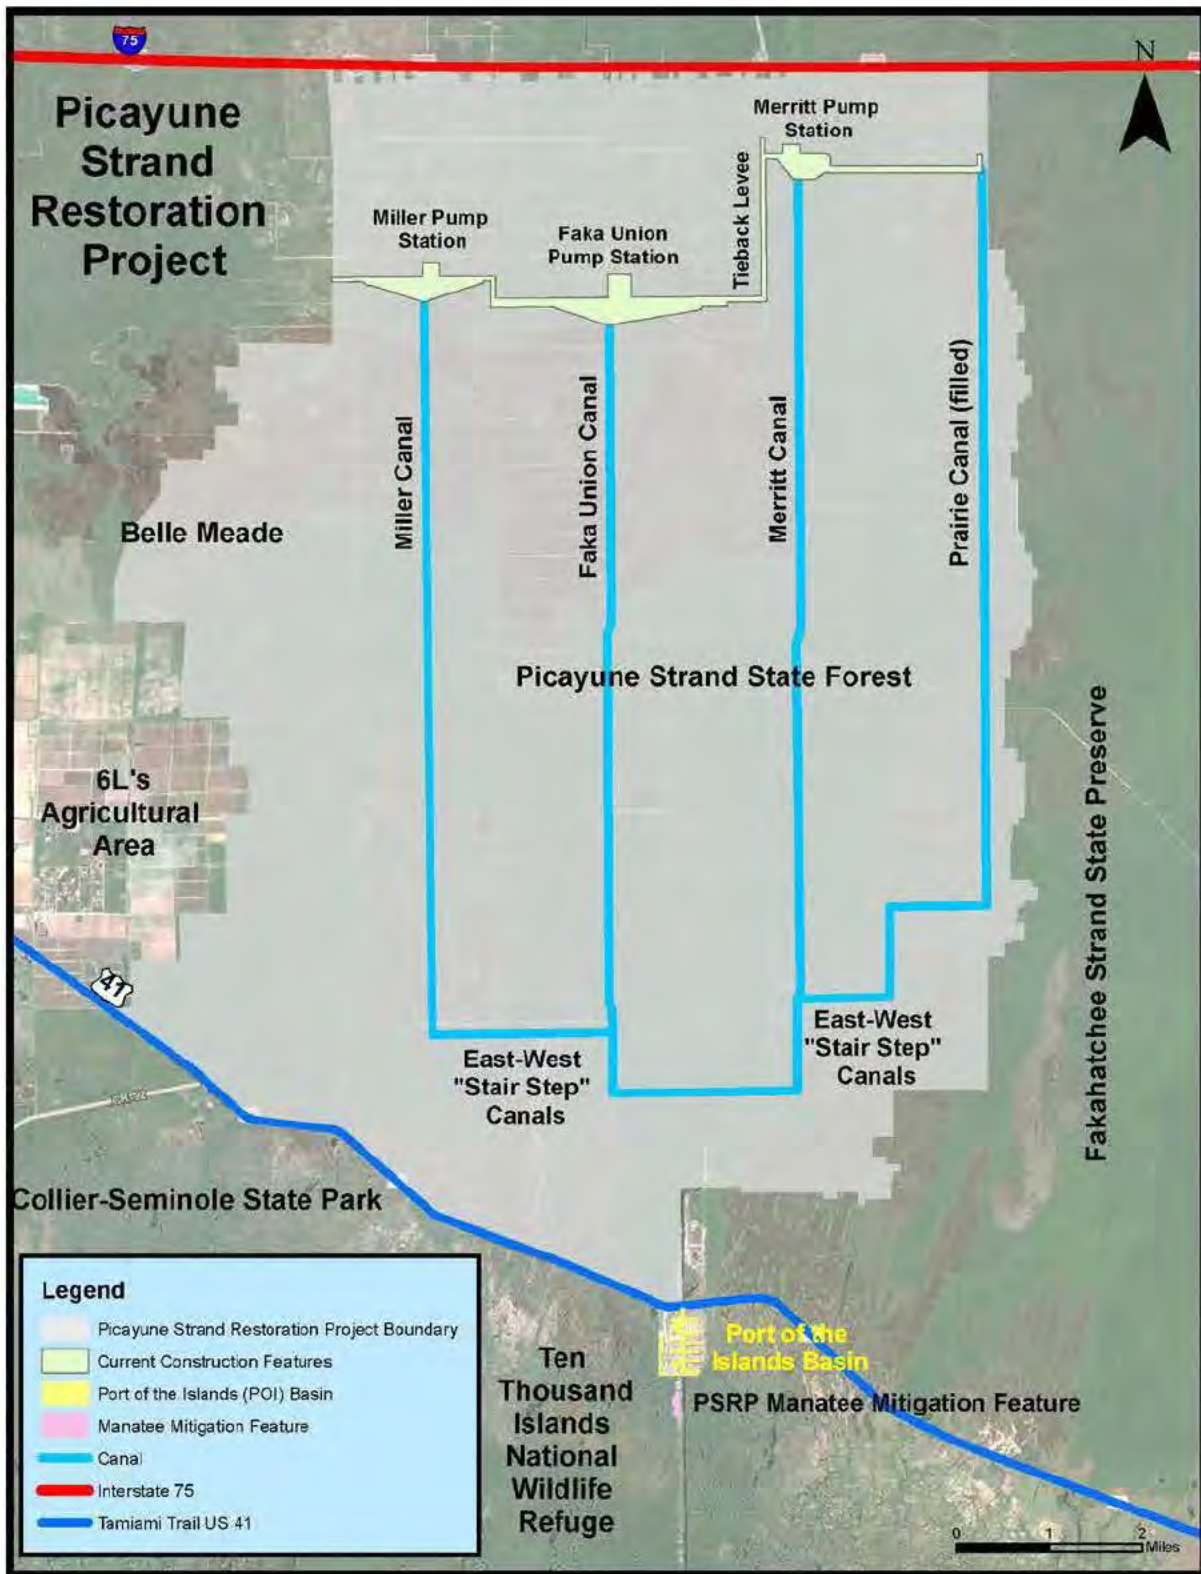 75
N
Picayune
Strand
Restoration
Project
Merritt Pump
Station
Tieback Levee
Miller Pump
Station
Faka Union
Pump Station
Miller Canal
Faka Union Canal
Merritt Canal
Prairie Canal (filled)
Belle Meade
Picayune Strand State Forest
6L's
Agricultural
Area
Fakahatchee Strand State Preserve
41
East-West
"Stair Step"
Canals
East-West
"Stair Step"
Canals
Collier-Seminole State Park
Legend
Picayune Strand Restoration Project Boundary
Current Construction Features
Port of the Islands (POI) Basin
Manatee Mitigation Feature
Canal
Interstate 75
Tamiami Trail US 41
Port of the
Islands Basin
PSRP Manatee Mitigation Feature
Ten
Thousand
Islands
National
Wildlife
Refuge
0 1 2
Miles